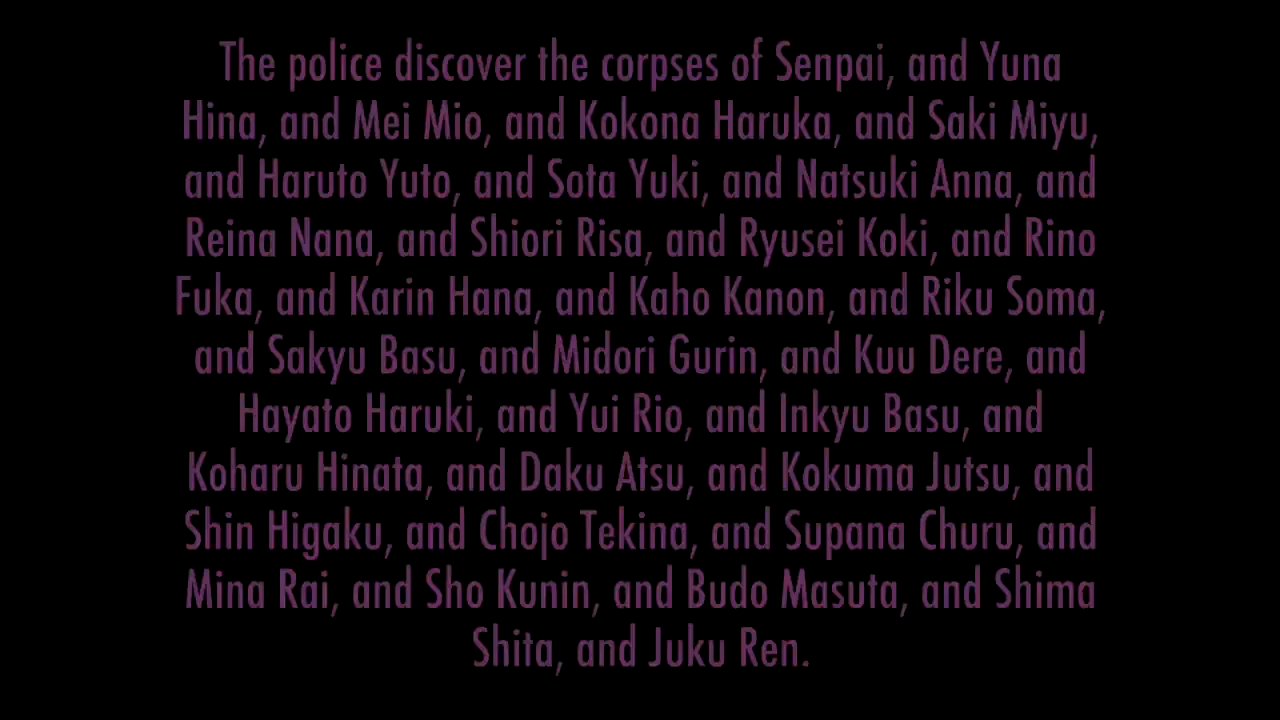 The police discover the corpses of Senpai, and Yuna
Hina, and Mei Mio, and Kokona Haruka, and Saki Miyu,
and Haruto Yuto, and Sota Yuki, and Natsuki Anna, and
Reina Nana, and Shiori Risa, and Ryusei Koki, and Rino
Fuka, and Karin Hana, and Kaho Kanon, and Riku Soma,
and Sakyu Basu, and Midori Gurin, and Kuu Dere, and
Hayato Haruki, and Yui Rio, and Inkyu Basu, and
Koharu Hinata, and Daku Atsu, and Kokuma Jutsu, and
Shin Higaku, and Chojo Tekina, and Supana Churu, and
Mina Rai, and Sho Kunin, and Budo Masuta, and Shima
Shita, and Juku Ren.